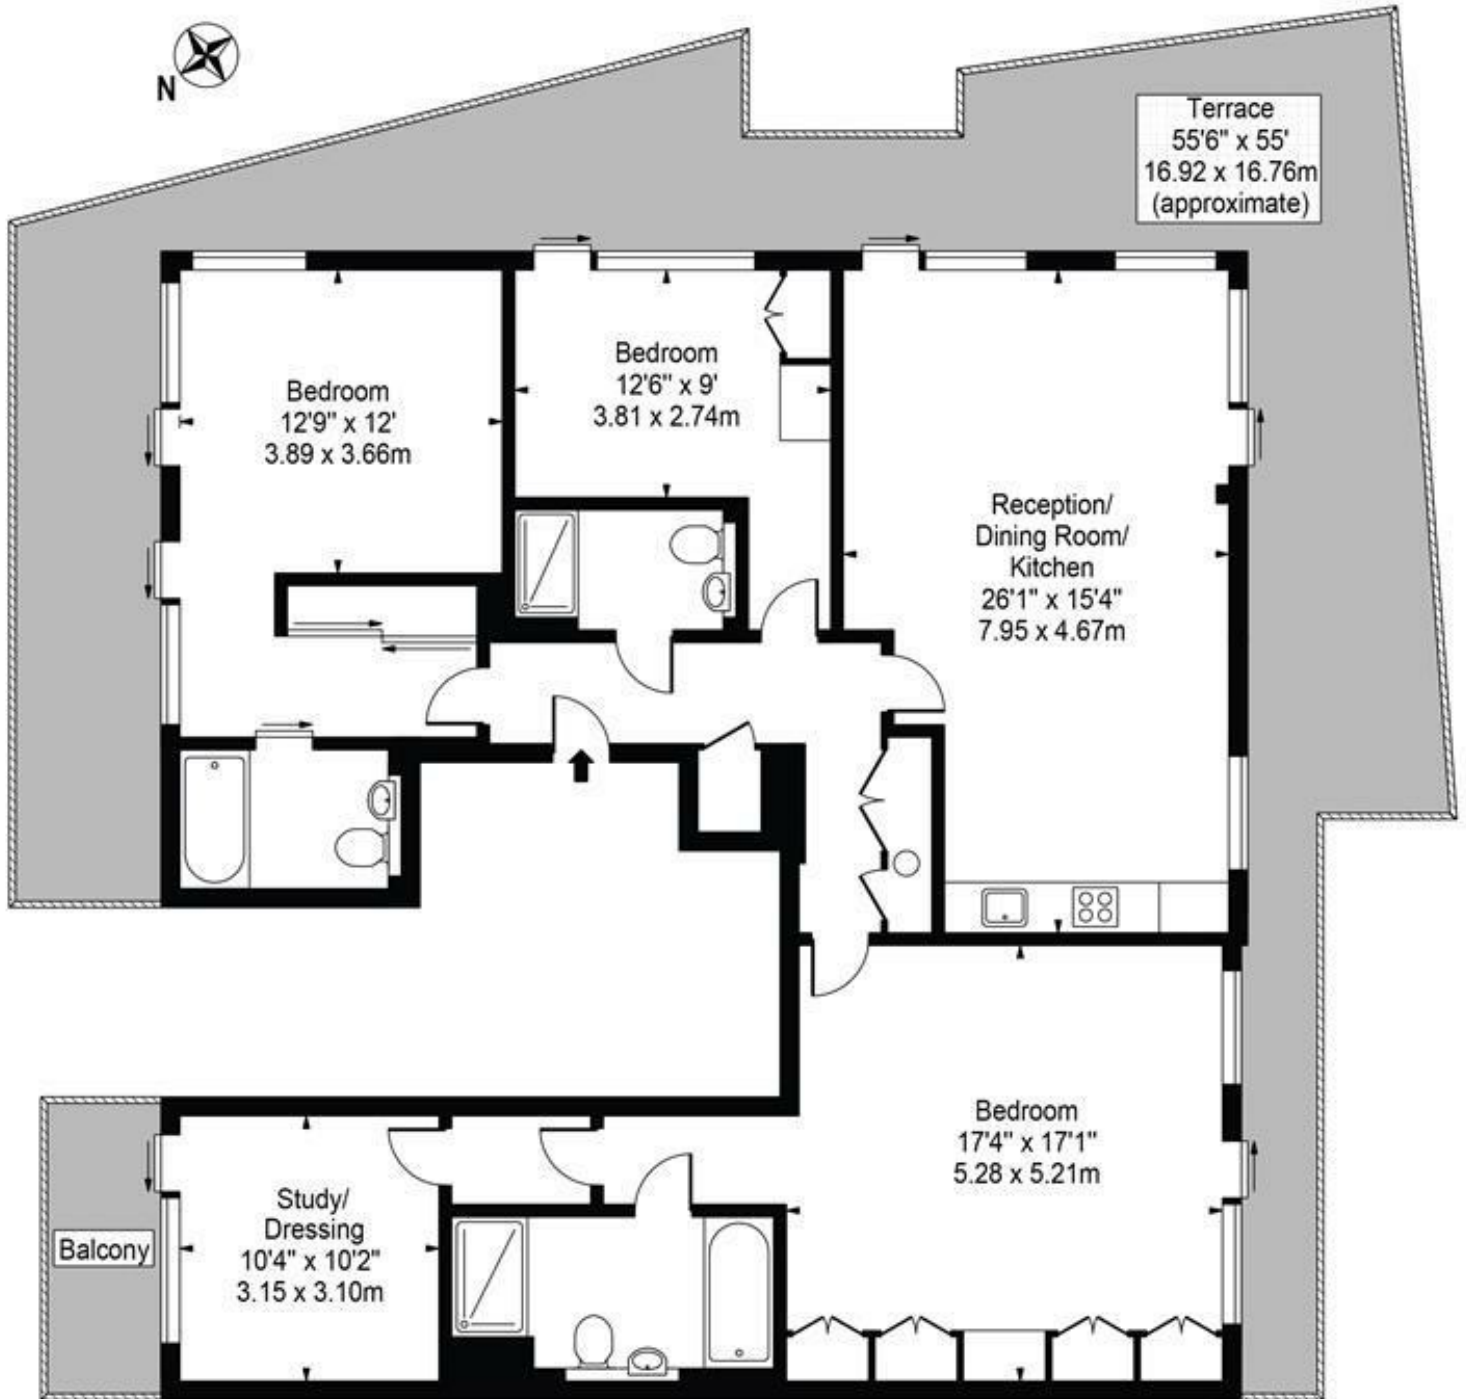 N
Terrace
55'6" x 55'
16.92 x 16.76m
(approximate)
Bedroom
12'9" x 12'
3.89 x 3.66m
Bedroom
12'6" x 9'
3.81 x 2.74m
Reception/
Dining Room/
Kitchen
26'1" x 15'4"
7.95 x 4.67m
Bedroom
17'4" x 17'1"
5.28 x 5.21m
Study/
Dressing
10'4" x 10'2"
3.15 x 3.10m
Balcony